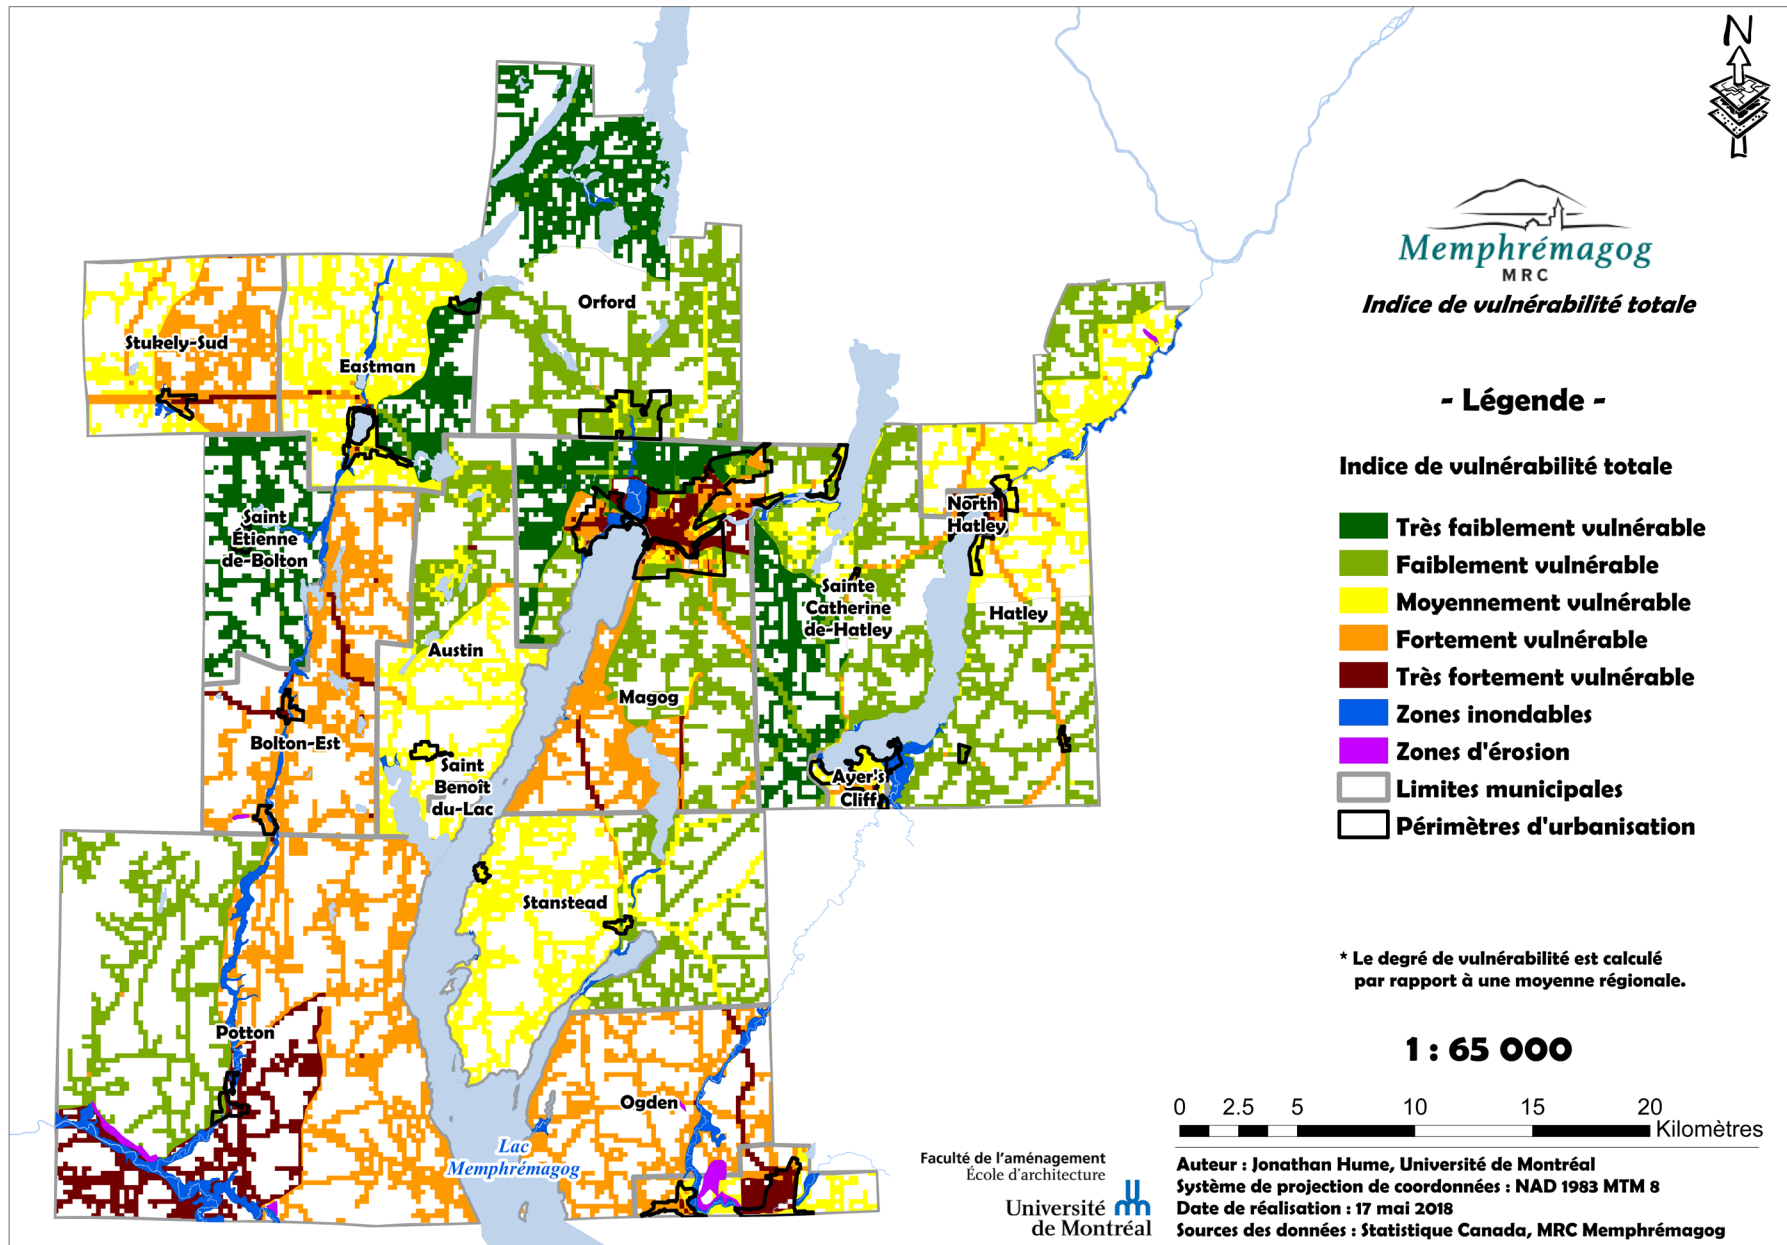 N
Memphrémagog
MRC
Indice de vulnérabilité totale
- Légende -
Indice de vulnérabilité totale
Très faiblement vulnérable
Faiblement vulnérable
Moyennement vulnérable
Fortement vulnérable
Très fortement vulnérable
Zones inondables
Zones d'érosion
Limites municipales
Périmètres d'urbanisation
* Le degré de vulnérabilité est calculé
par rapport à une moyenne régionale.
1 : 65 000
0 2.5 5 10 15 20
Kilomètres
Auteur : Jonathan Hume, Université de Montréal
Système de projection de coordonnées : NAD 1983 MTM 8
Date de réalisation : 17 mai 2018
Sources des données : Statistique Canada, MRC Memphrémagog
Faculté de l'aménagement
École d'architecture
Université
de Montréal
Orford
Stukely-Sud
Eastman
Saint
Étienne
de-Bolton
North
Hatley
Sainte
Catherine
de-Hatley
Hatley
Austin
Magog
Bolton-Est
Saint
Benoît
du-Lac
Ayer's
Cliff
Stanstead
Potton
Ogden
Lac
Memphrémagog